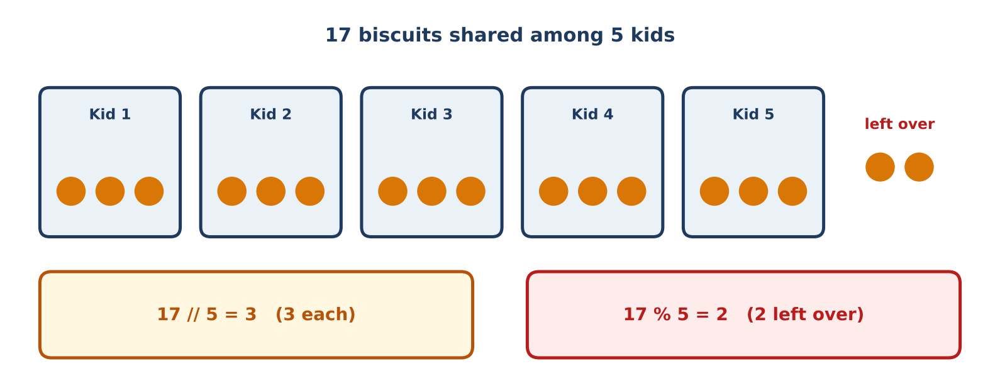 17 biscuits shared among 5 kids
Kid 1
Kid 2
Kid 3
Kid 4
Kid 5
left over
17 // 5 = 3   (3 each)
17 % 5 = 2   (2 left over)